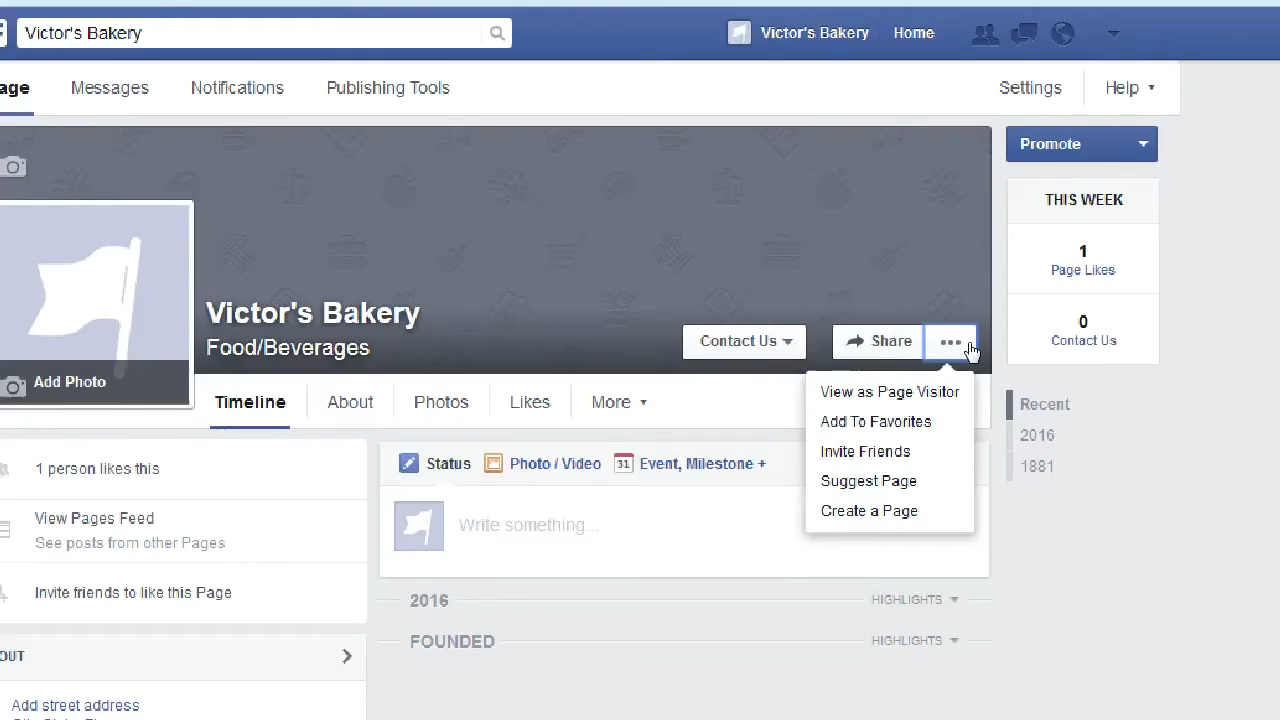 Victor's Bakery
Victor's Bakery
Home
age
Messages
Notifications
Publishing Tools
Settings
Help
Promote
THIS WEEK
1
Page Likes
0
Contact Us
Add Photo
Victor's Bakery
Food/Beverages
Contact Us
Share
View as Page Visitor
Add To Favorites
Invite Friends
Suggest Page
Create a Page
Timeline
About
Photos
Likes
More
Recent
2016
1881
1 person likes this
View Pages Feed
See posts from other Pages
Invite friends to like this Page
OUT
Add street address
Status
Photo / Video
31
Event, Milestone +
Write something...
2016
HIGHLIGHTS
FOUNDED
HIGHLIGHTS